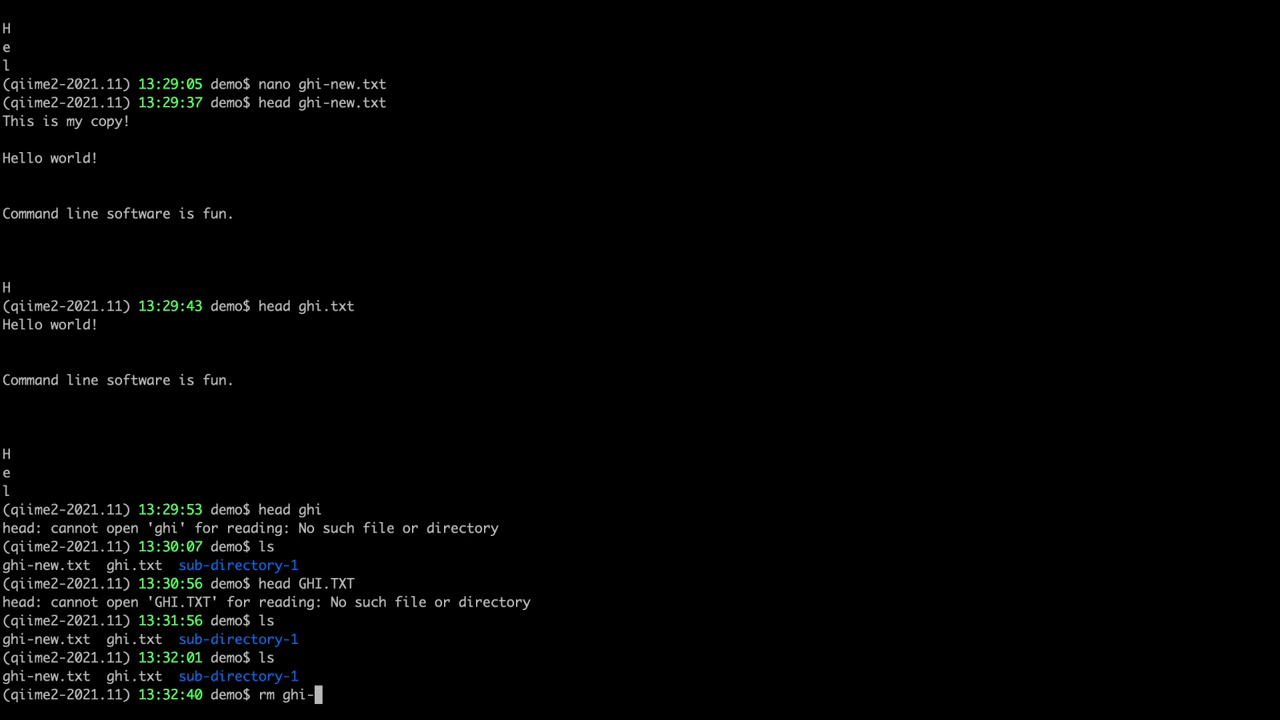 H
e
l
(qiime2-2021.11) 13:29:05 demo$ nano ghi-new.txt
(qiime2-2021.11) 13:29:37 demo$ head ghi-new.txt
This is my copy!
Hello world!
Command line software is fun.
H
(qiime2-2021.11) 13:29:43 demo$ head ghi.txt
Hello world!
Command line software is fun.
H
e
l
(qiime2-2021.11) 13:29:53 demo$ head ghi
head: cannot open 'ghi' for reading: No such file or directory
(qiime2-2021.11) 13:30:07 demo$ ls
ghi-new.txt  ghi.txt  sub-directory-1
(qiime2-2021.11) 13:30:56 demo$ head GHI.TXT
head: cannot open 'GHI.TXT' for reading: No such file or directory
(qiime2-2021.11) 13:31:56 demo$ ls
ghi-new.txt  ghi.txt  sub-directory-1
(qiime2-2021.11) 13:32:01 demo$ ls
ghi-new.txt  ghi.txt  sub-directory-1
(qiime2-2021.11) 13:32:40 demo$ rm ghi-